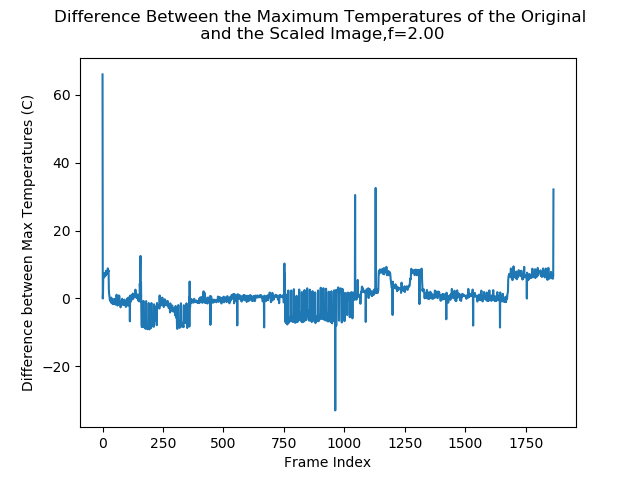 Difference Between the Maximum Temperatures of the Original
and the Scaled Image,f=2.00
60
40
20
0
−20
Difference between Max Temperatures (C)
0 250 500 750 1000 1250 1500 1750
Frame Index